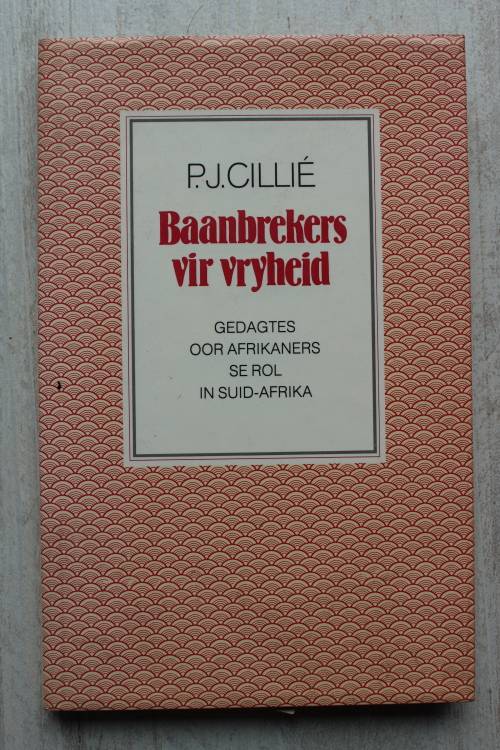 P.J.CILLIÉ
Baanbrekers
vir vryheid
GEDAGTES
OOR AFRIKANERS
SE ROL
IN SUID-AFRIKA